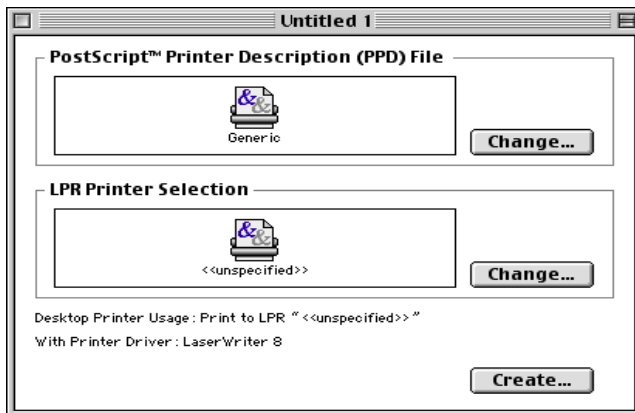 Untitled 1
PostScript™ Printer Description (PPD) File
Generic
Change...
LPR Printer Selection
<<unspecified>>
Change...
Desktop Printer Usage: Print to LPR “<<unspecified>>”
With Printer Driver: LaserWriter 8
Create...